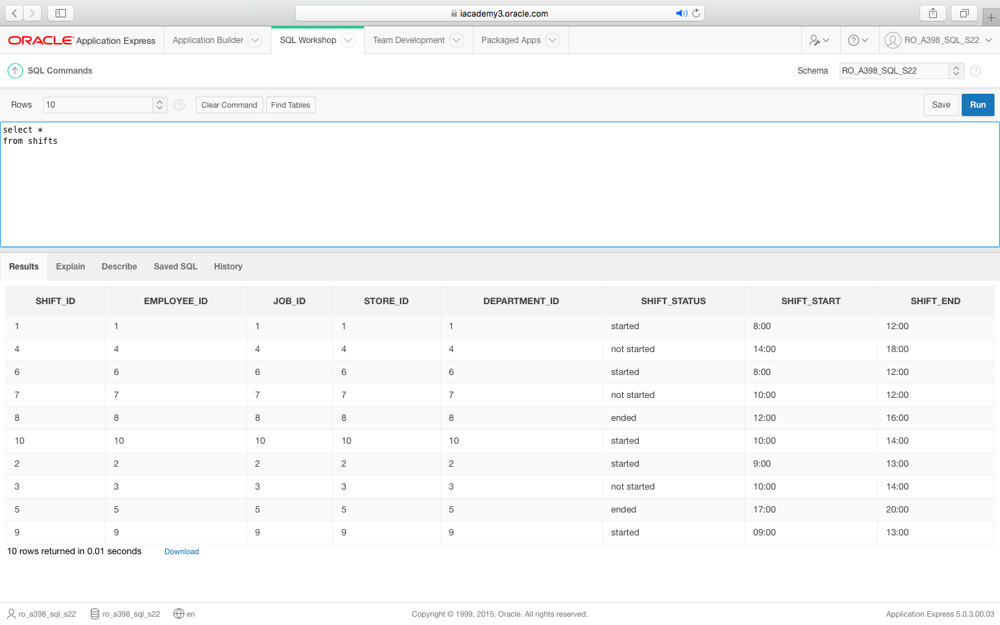 iacademy3.oracle.com
ORACLE Application Express Application Builder SQL Workshop Team Development Packaged Apps RO_A398_SQL_S22
SQL Commands Schema RO_A398_SQL_S22
Rows 10 Clear Command Find Tables Save Run
select *
from shifts
Results Explain Describe Saved SQL History
SHIFT_ID EMPLOYEE_ID JOB_ID STORE_ID DEPARTMENT_ID SHIFT_STATUS SHIFT_START SHIFT_END
1 1 1 1 1 started 8:00 12:00
4 4 4 4 4 not started 14:00 18:00
6 6 6 6 6 started 8:00 12:00
7 7 7 7 7 not started 10:00 12:00
8 8 8 8 8 ended 12:00 16:00
10 10 10 10 10 started 10:00 14:00
2 2 2 2 2 started 9:00 13:00
3 3 3 3 3 not started 10:00 14:00
5 5 5 5 5 ended 17:00 20:00
9 9 9 9 9 started 09:00 13:00
10 rows returned in 0.01 seconds Download
ro_a398_sql_s22 ro_a398_sql_s22 en Copyright © 1999, 2015, Oracle. All rights reserved. Application Express 5.0.3.00.03